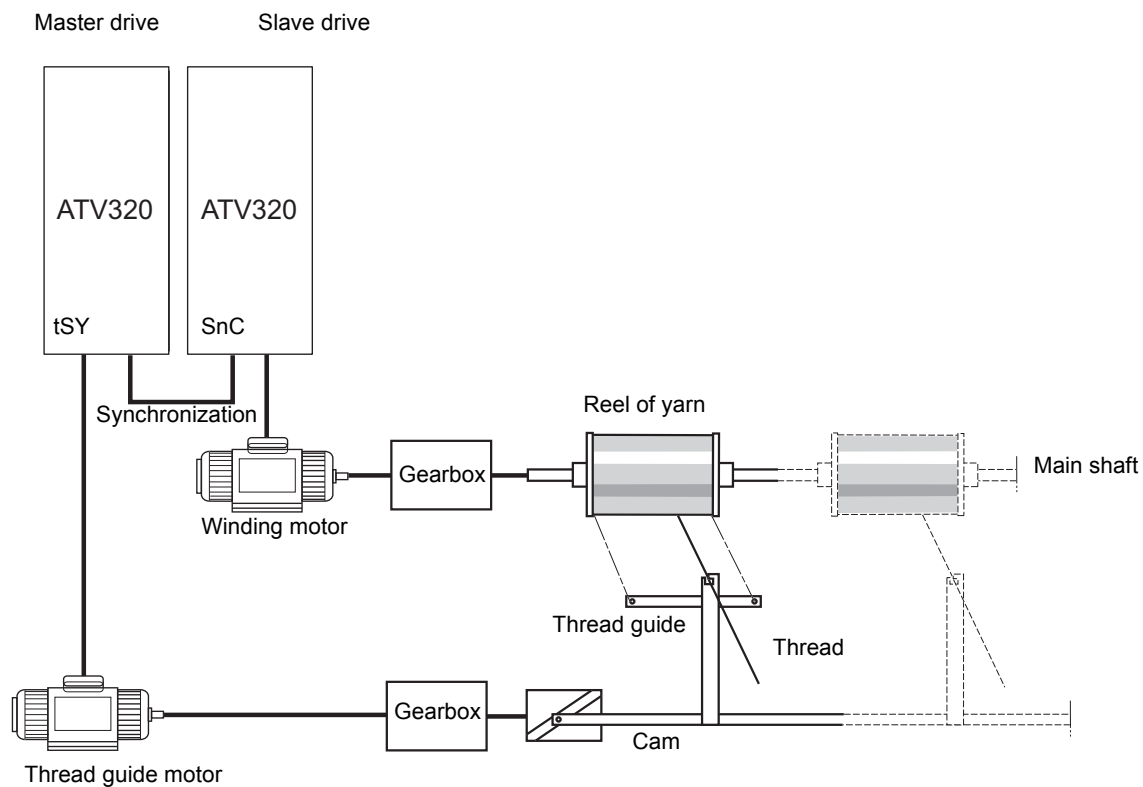 Master drive
Slave drive
ATV320
ATV320
tSY
SnC
Synchronization
Reel of yarn
Gearbox
Main shaft
Winding motor
Thread guide
Thread
Gearbox
Cam
Thread guide motor